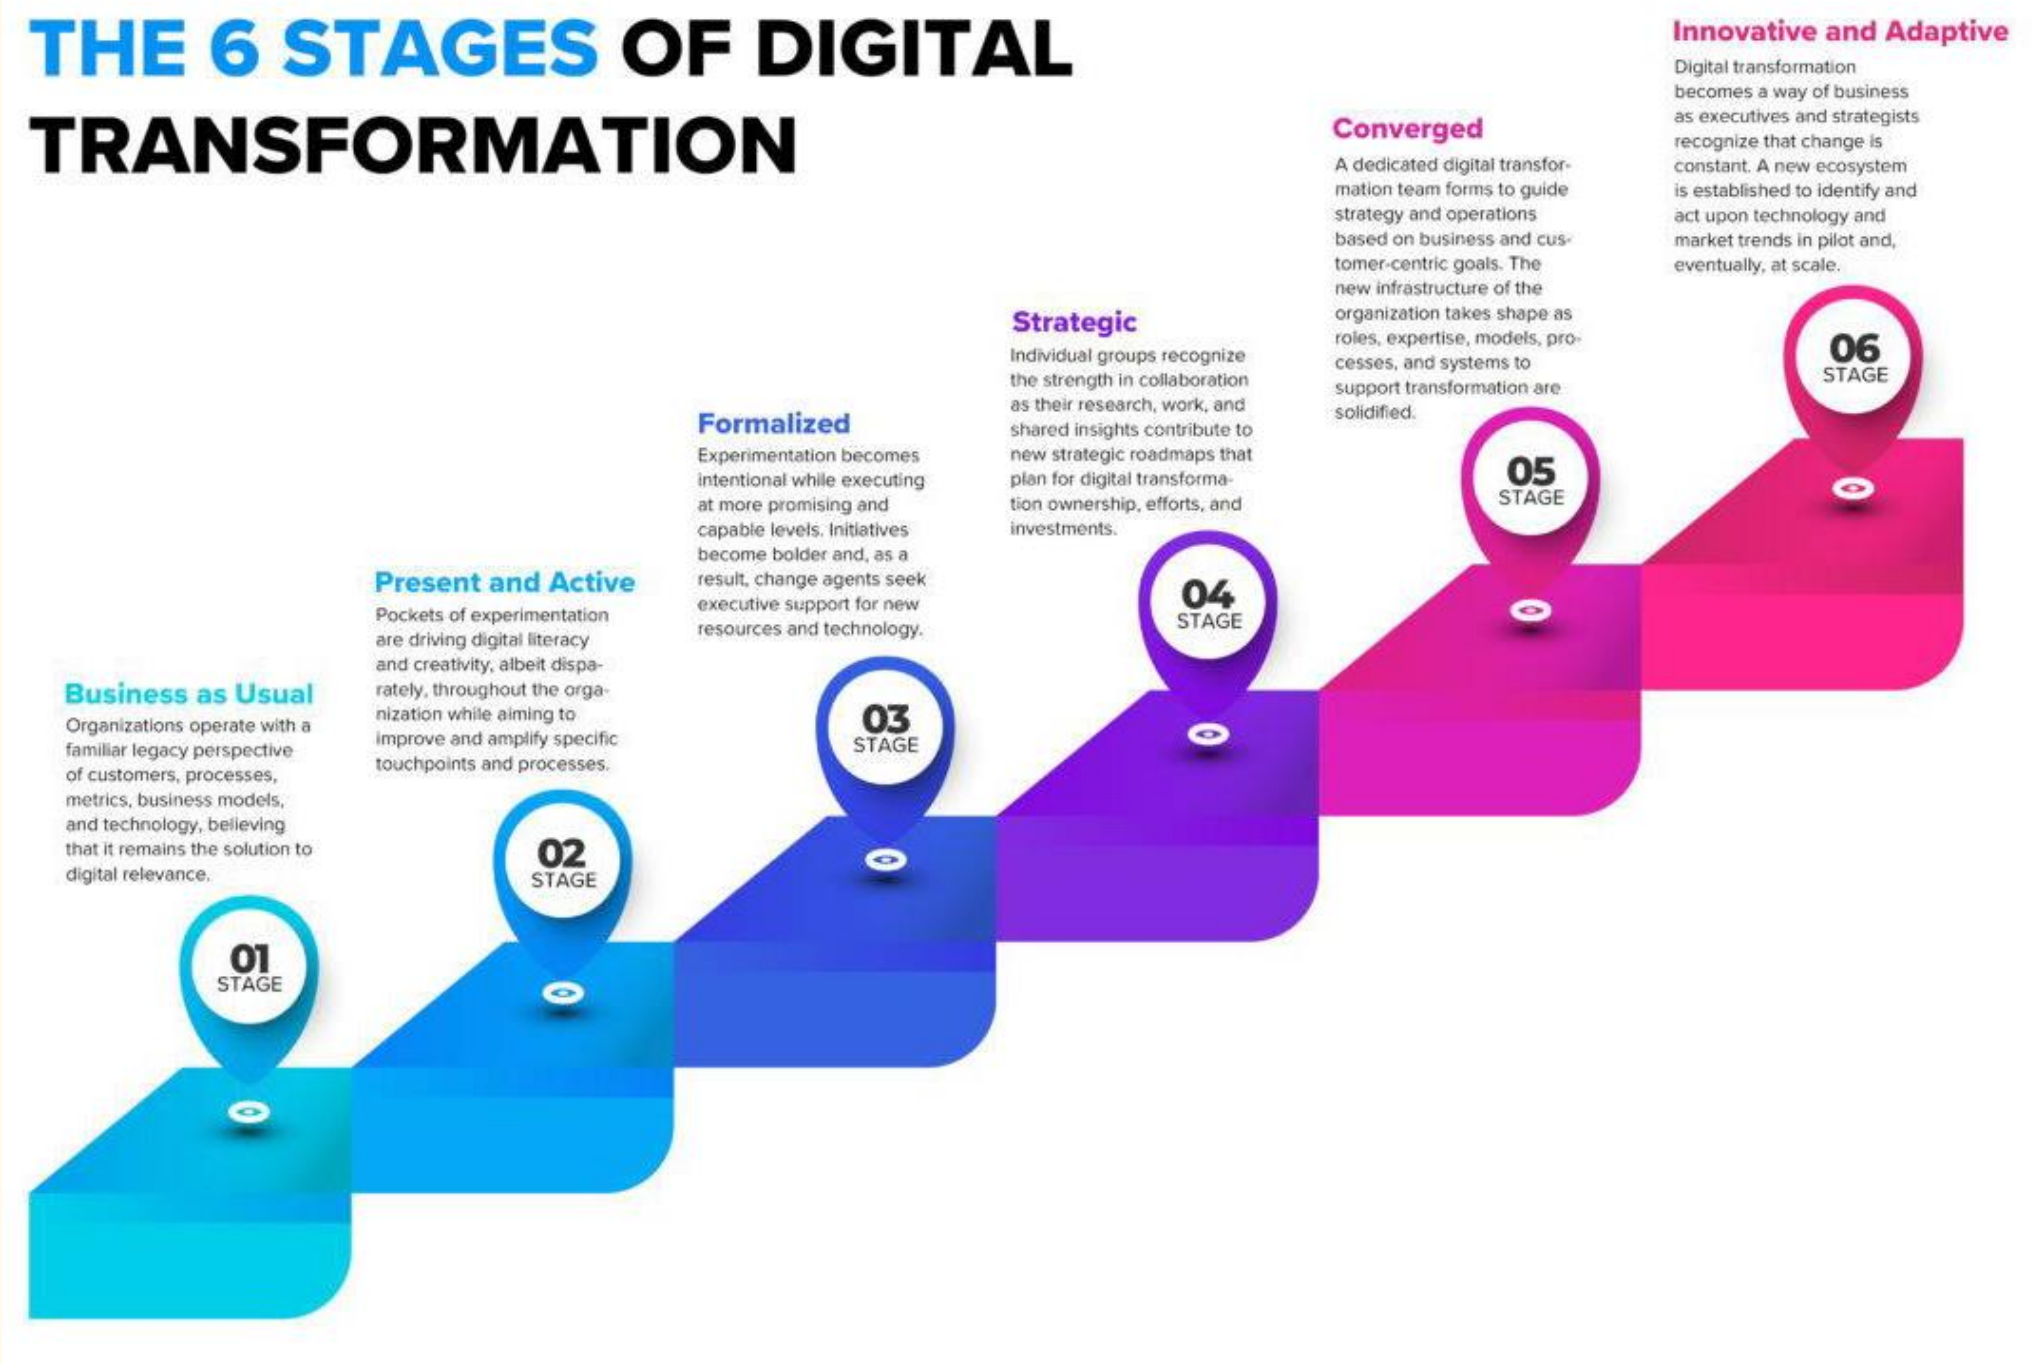 THE 6 STAGES OF DIGITAL
TRANSFORMATION
Business as Usual
Organizations operate with a
familiar legacy perspective
of customers, processes,
metrics, business models,
and technology, believing
that it remains the solution to
digital relevance.
01
STAGE
Present and Active
Pockets of experimentation
are driving digital literacy
and creativity, albeit dispa-
rately, throughout the orga-
nization while aiming to
improve and amplify specific
touchpoints and processes.
02
STAGE
Formalized
Experimentation becomes
intentional while executing
at more promising and
capable levels. Initiatives
become bolder and, as a
result, change agents seek
executive support for new
resources and technology.
03
STAGE
Strategic
Individual groups recognize
the strength in collaboration
as their research, work, and
shared insights contribute to
new strategic roadmaps that
plan for digital transforma-
tion ownership, efforts, and
investments.
04
STAGE
Converged
A dedicated digital transfor-
mation team forms to guide
strategy and operations
based on business and cus-
tomer-centric goals. The
new infrastructure of the
organization takes shape as
roles, expertise, models, pro-
cesses, and systems to
support transformation are
solidified.
05
STAGE
Innovative and Adaptive
Digital transformation
becomes a way of business
as executives and strategists
recognize that change is
constant. A new ecosystem
is established to identify and
act upon technology and
market trends in pilot and,
eventually, at scale.
06
STAGE